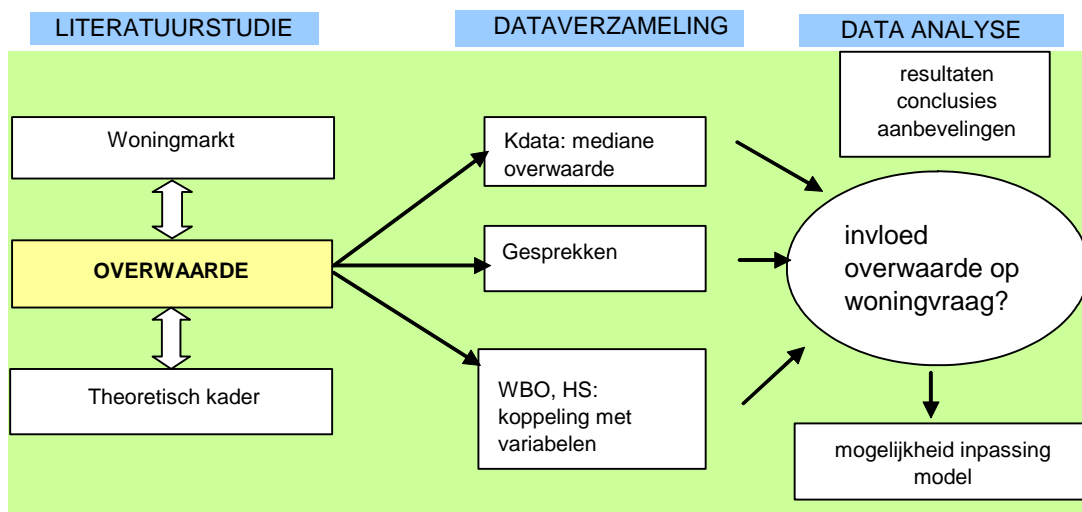 LITERATUURSTUDIE
DATAVERZAMELING
DATA ANALYSE
Woningmarkt
OVERWAARDE
Theoretisch kader
Kdata: mediane
overwaarde
Gesprekken
WBO, HS:
koppeling met
variabelen
resultaten
conclusies
aanbevelingen
invloed
overwaarde op
woningvraag?
mogelijkheid inpassing
model